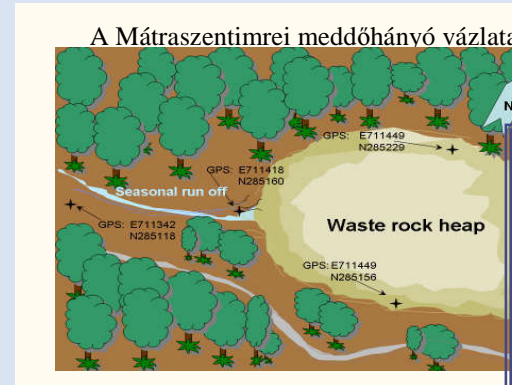 A Mátraszentimrei meddőhányó vázlata
N
GPS: E711449
N285229
GPS: E711418
N285160
Seasonal run off
GPS: E711342
N285118
Waste rock heap
GPS: E711449
N285156